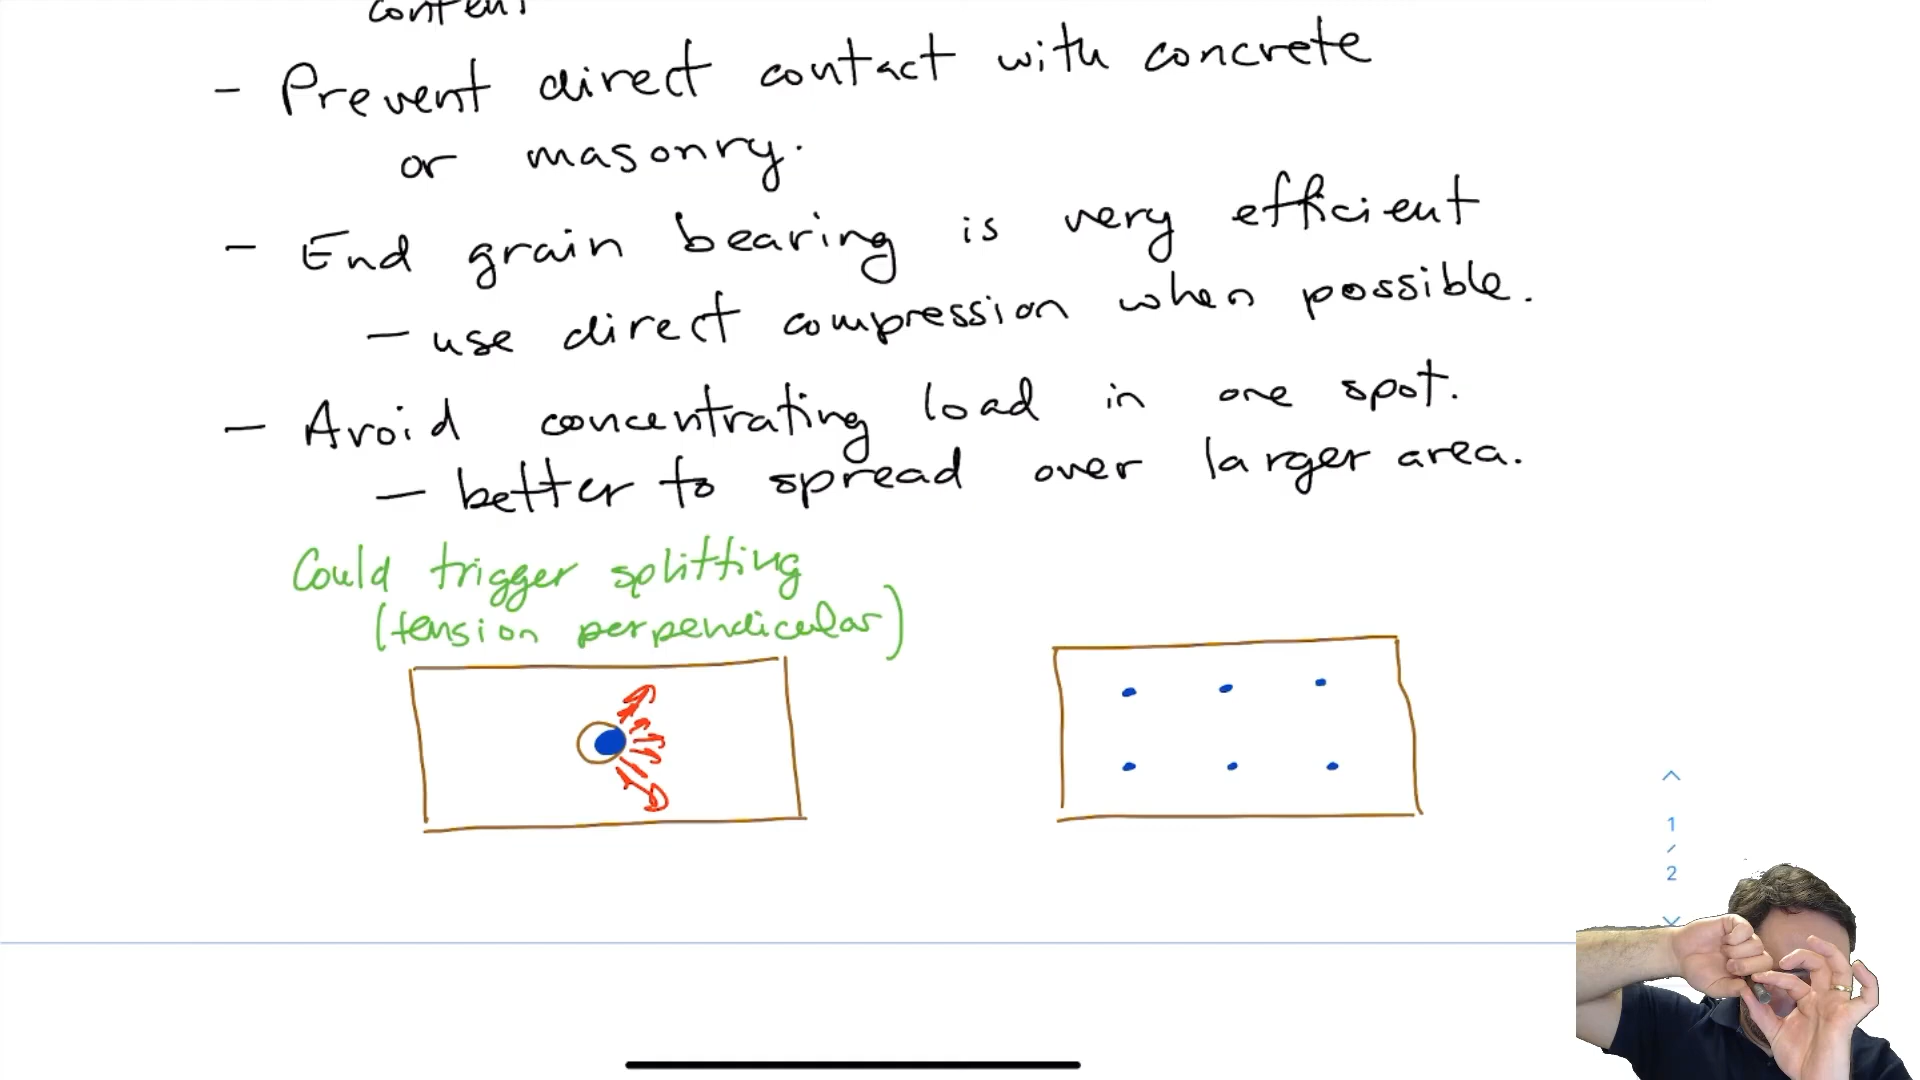 - Prevent direct contact with concrete
or masonry.
- End grain bearing is very efficient
- use direct compression when possible.
- Avoid concentrating load in one spot.
- better to spread over larger area.
Could trigger splitting
(tension perpendicular)
1
/
2